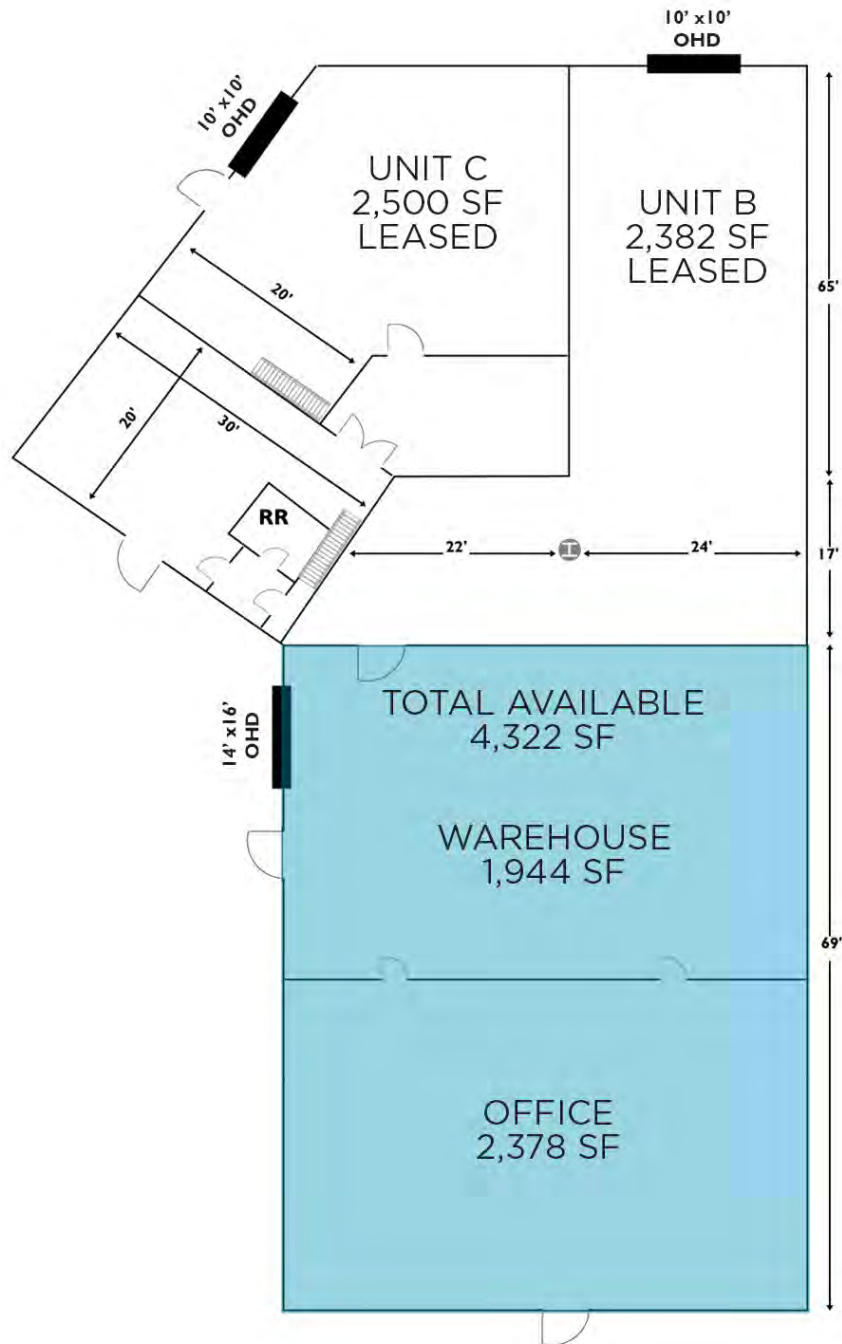 10' x10'
OHD
10' x10'
OHD
UNIT C
2,500 SF
LEASED
UNIT B
2,382 SF
LEASED
65'
20'
20'
30'
RR
22'
24'
17'
14' x16'
OHD
TOTAL AVAILABLE
4,322 SF
WAREHOUSE
1,944 SF
69'
OFFICE
2,378 SF